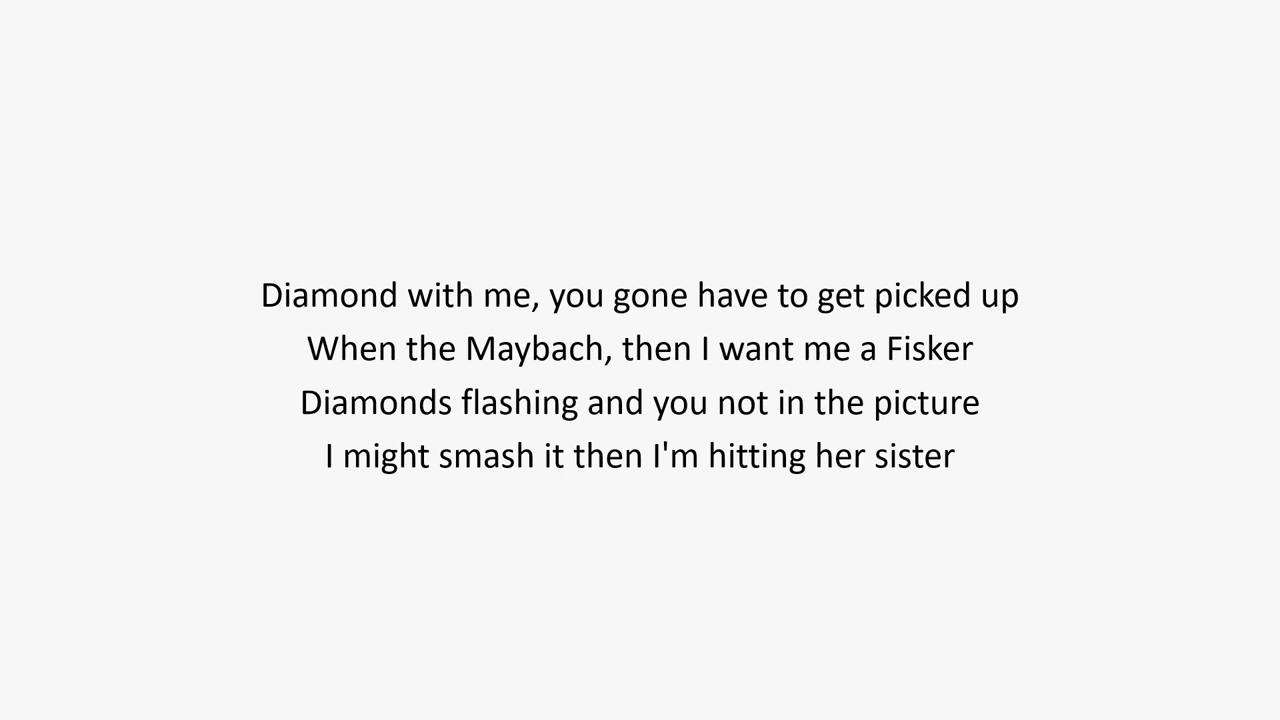 Diamond with me, you gone have to get picked up
When the Maybach, then I want me a Fisker
Diamonds flashing and you not in the picture
I might smash it then I'm hitting her sister